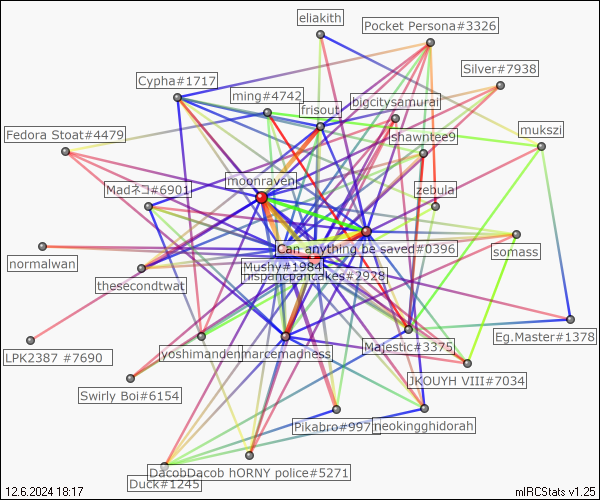 eliakith
Pocket Persona#3326
Silver#7938
Cypha#1717
ming#4742
bigcitysamurai
frisout
mukszi
Fedora Stoat#4479
shawntee9
moonraven
Madネコ#6901
zebula
Can anything be saved#0396
somass
normalwan
Mushy#1984
hispanicpancakes#2928
thesecondtwat
Eg.Master#1378
LPK2387 #7690
yoshimanden
marcemadness
Majestic#3375
JKOUYH VIII#7034
Swirly Boi#6154
Pikabro#997
neokingghidorah
DacobDacob hORNY police#5271
Duck#1245
12.6.2024 18:17
mIRCStats v1.25